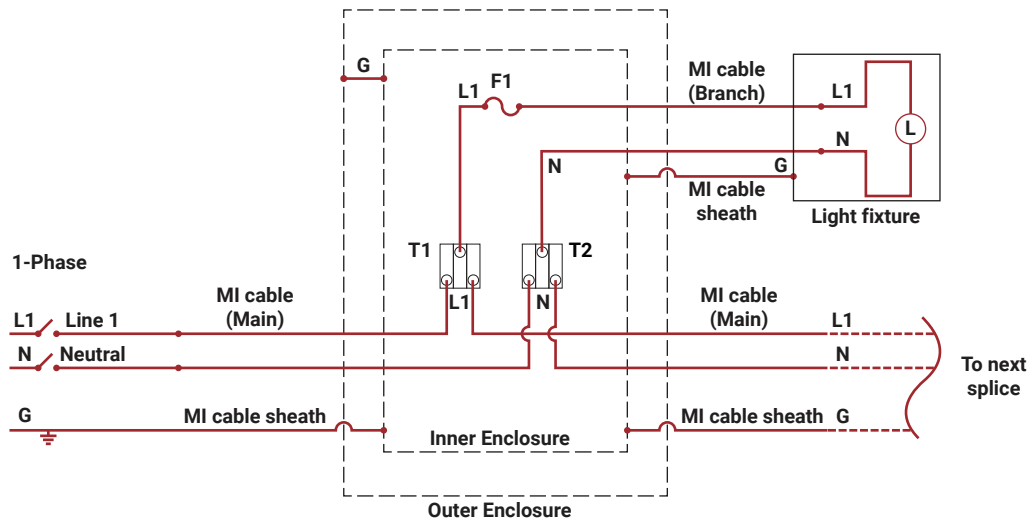 G
L1
F1
MI cable
(Branch)
L1
N
L
N
G
MI cable
sheath
Light fixture
T1
T2
1-Phase
MI cable
(Main)
L1
N
MI cable
(Main)
L1
Line 1
L1
N
Neutral
N
To next
splice
G
MI cable sheath
MI cable sheath
G
Inner Enclosure
Outer Enclosure